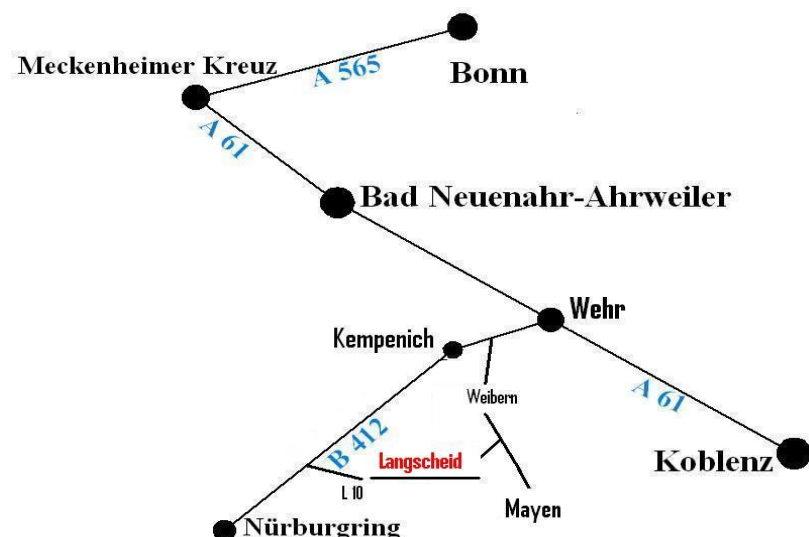 Meckenheimer Kreuz
A 565
Bonn
A 61
Bad Neuenahr-Ahrweiler
Wehr
Kempenich
Weibern
A 61
B 412
Langscheid
Koblenz
L 10
Mayen
Nürburgring